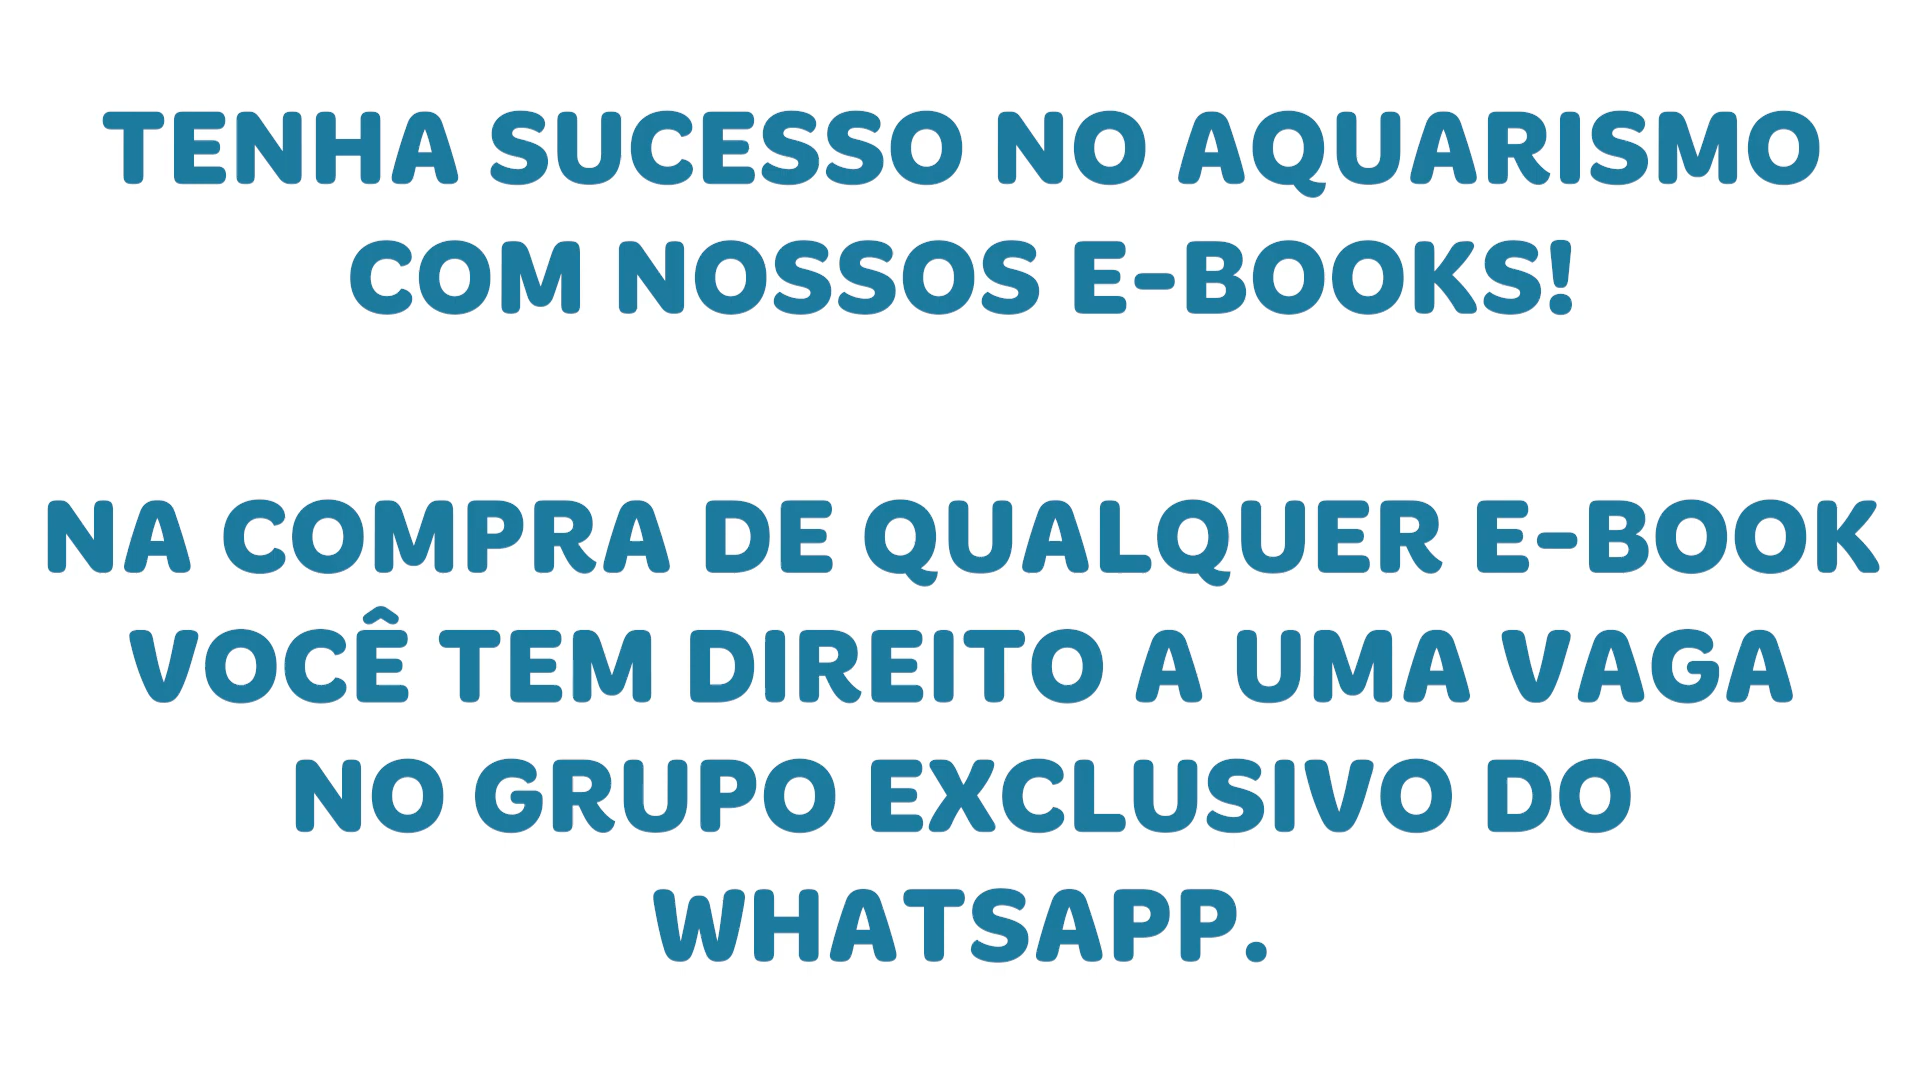 TENHA SUCESSO NO AQUARISMO
COM NOSSOS E-BOOKS!
NA COMPRA DE QUALQUER E-BOOK
VOCÊ TEM DIREITO A UMA VAGA
NO GRUPO EXCLUSIVO DO
WHATSAPP.